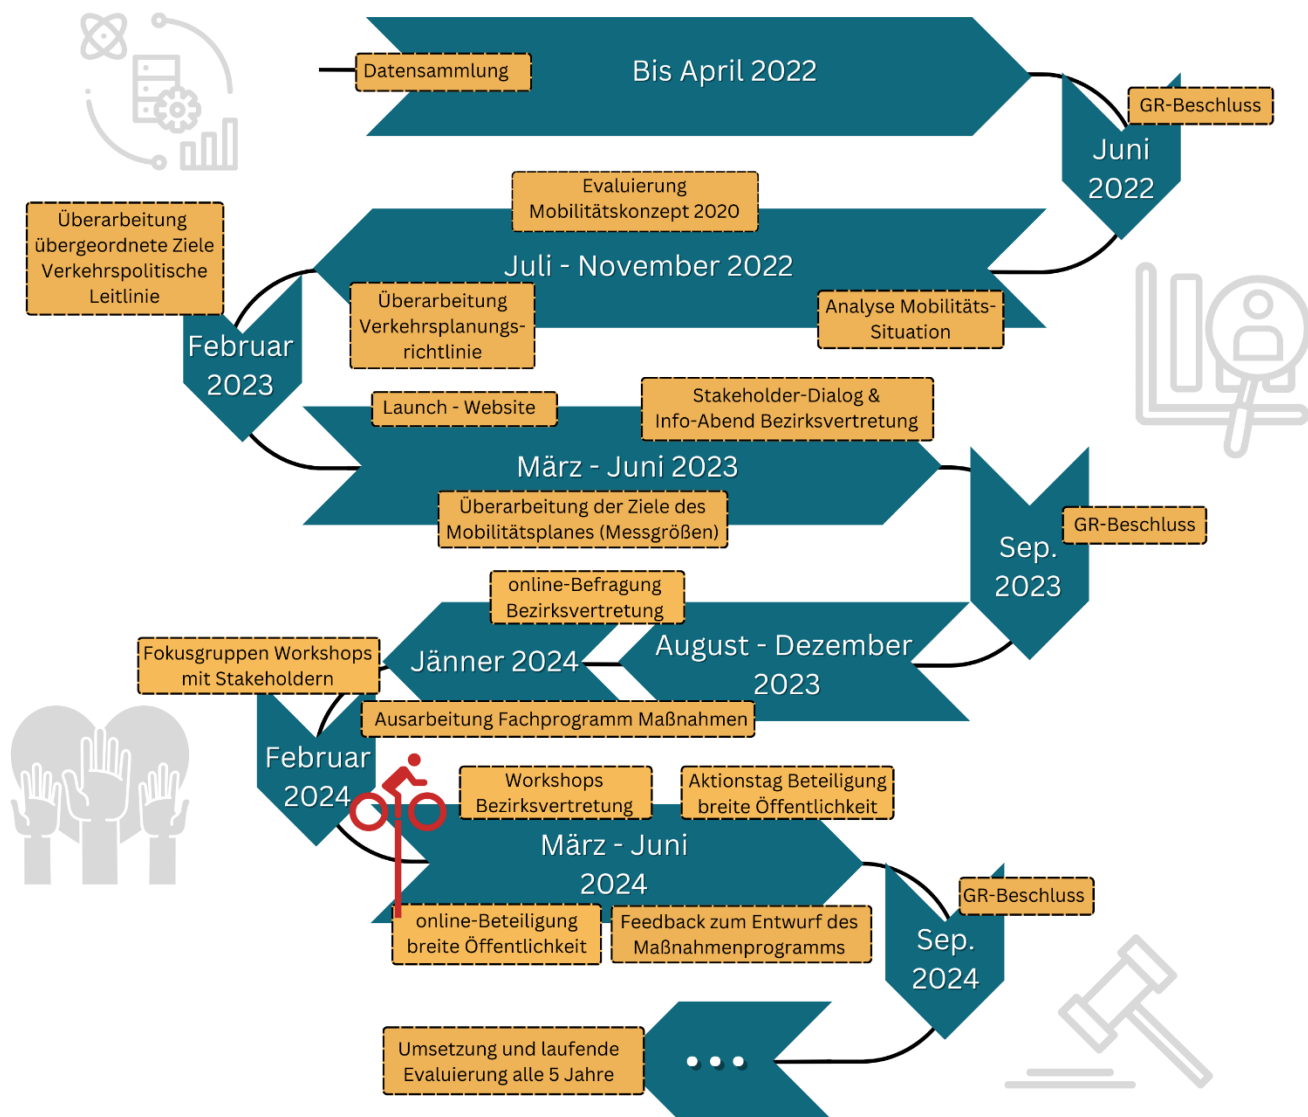 Datensammlung
Bis April 2022
GR-Beschluss
Juni
2022
Evaluierung
Mobilitätskonzept 2020
Juli - November 2022
Analyse Mobilitäts-
Situation
Überarbeitung
Verkehrsplanungs-
richtlinie
Überarbeitung
übergeordnete Ziele
Verkehrspolitische
Leitlinie
Februar
2023
Launch - Website
Stakeholder-Dialog &
Info-Abend Bezirksvertretung
März - Juni 2023
Überarbeitung der Ziele des
Mobilitätsplanes (Messgrößen)
GR-Beschluss
Sep.
2023
August - Dezember
2023
online-Befragung
Bezirksvertretung
Jänner 2024
Ausarbeitung Fachprogramm Maßnahmen
Fokusgruppen Workshops
mit Stakeholdern
Februar
2024
Workshops
Bezirksvertretung
Aktionstag Beteiligung
breite Öffentlichkeit
März - Juni
2024
online-Beteiligung
breite Öffentlichkeit
Feedback zum Entwurf des
Maßnahmenprogramms
GR-Beschluss
Sep.
2024
Umsetzung und laufende
Evaluierung alle 5 Jahre
...